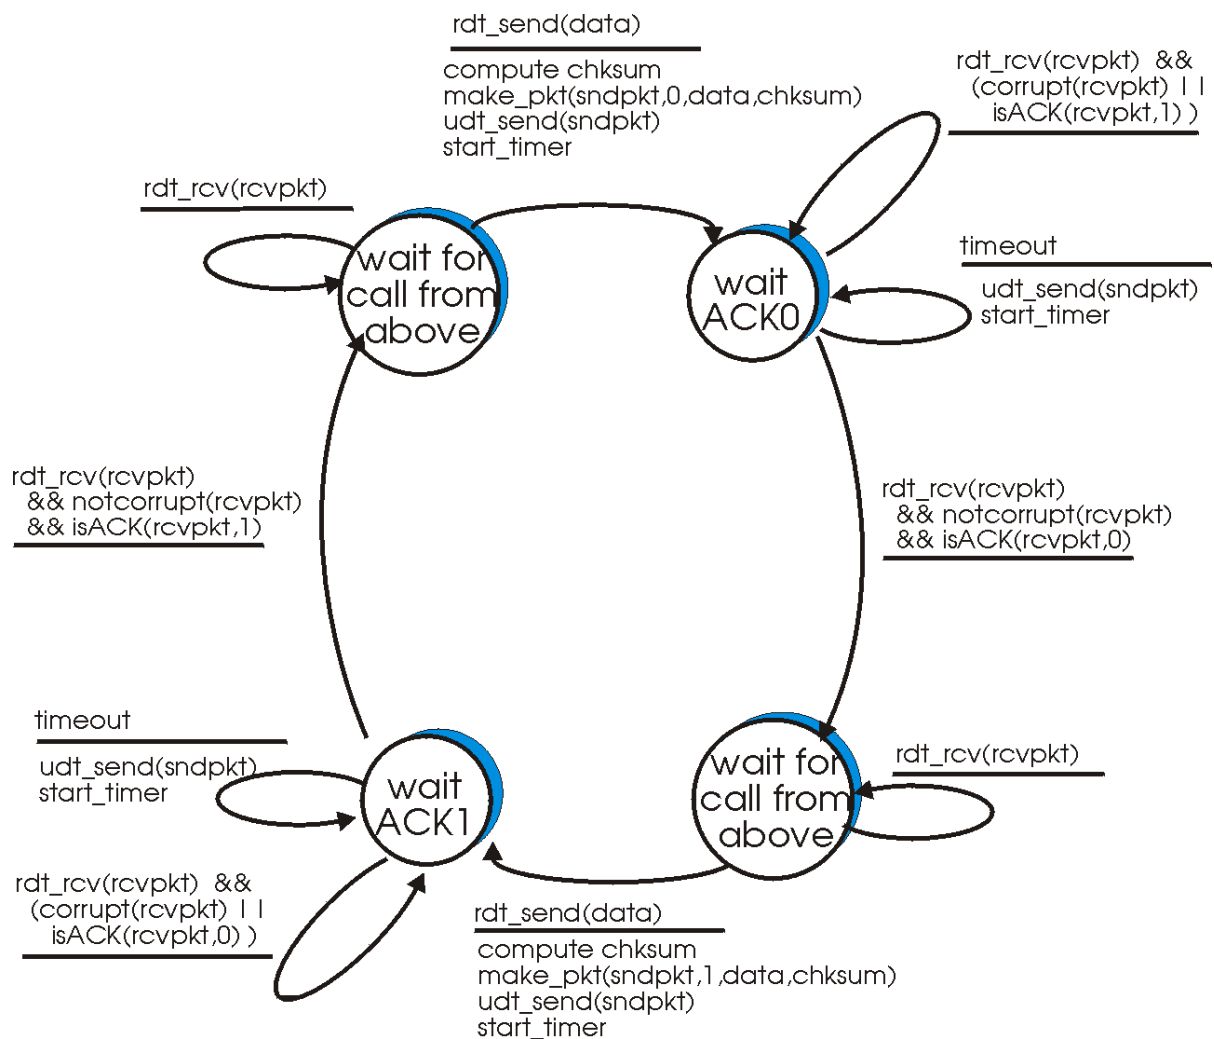 rdt_send(data)
compute chksum
make_pkt(sndpkt,0,data,chksum)
udt_send(sndpkt)
start_timer
rdt_rcv(rcvpkt) &&
(corrupt(rcvpkt) ||
isACK(rcvpkt,1) )
rdt_rcv(rcvpkt)
wait for
call from
above
wait
ACK0
timeout
udt_send(sndpkt)
start_timer
rdt_rcv(rcvpkt)
&& notcorrupt(rcvpkt)
&& isACK(rcvpkt,1)
rdt_rcv(rcvpkt)
&& notcorrupt(rcvpkt)
&& isACK(rcvpkt,0)
timeout
udt_send(sndpkt)
start_timer
wait
ACK1
wait for
call from
above
rdt_rcv(rcvpkt)
rdt_rcv(rcvpkt) &&
(corrupt(rcvpkt) ||
isACK(rcvpkt,0) )
rdt_send(data)
compute chksum
make_pkt(sndpkt,1,data,chksum)
udt_send(sndpkt)
start_timer